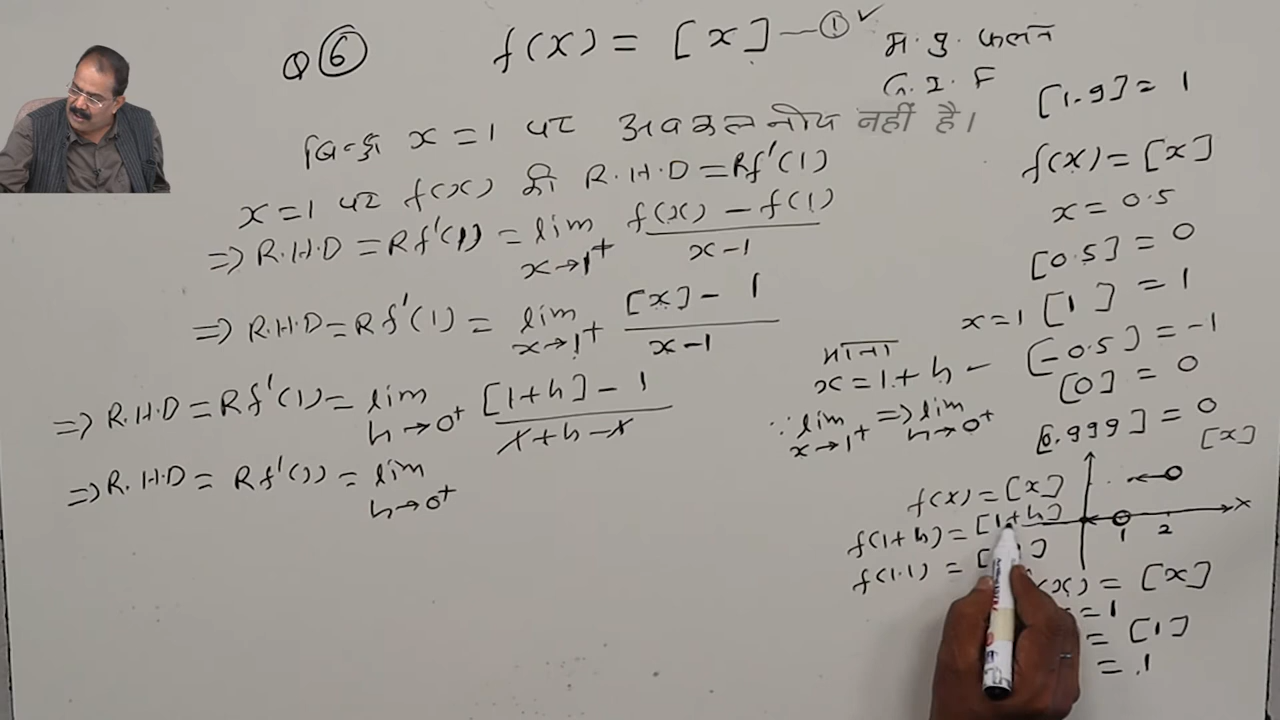 Q ⑥ f(x) = [x] — ① ✓
म. पु. फलन
G. I. F
[1.9] = 1
बिन्दु x = 1 पर अवकलनीय नहीं है।
x = 1 पर f(x) की R.H.D = Rf'(1)
⇒ R.H.D = Rf'(1) = lim x→1⁺ f(x) − f(1) / x−1
⇒ R.H.D = Rf'(1) = lim x→1⁺ [x] − 1 / x−1
⇒ R.H.D = Rf'(1) = lim h→0⁺ [1+h] − 1 / 1+h−1
⇒ R.H.D = Rf'(1) = lim h→0⁺
माना
x = 1 + h −
∵ lim x→1⁺ ⇒ lim h→0⁺
f(x) = [x]
x = 0.5
[0.5] = 0
x = 1 [1] = 1
[−0.5] = −1
[0] = 0
[0.999] = 0
[x]
x
1 2
f(x) = [x]
f(1+h) = [1+h]
f(1.1) = [
(x) = [x]
= 1
= [1]
= 1